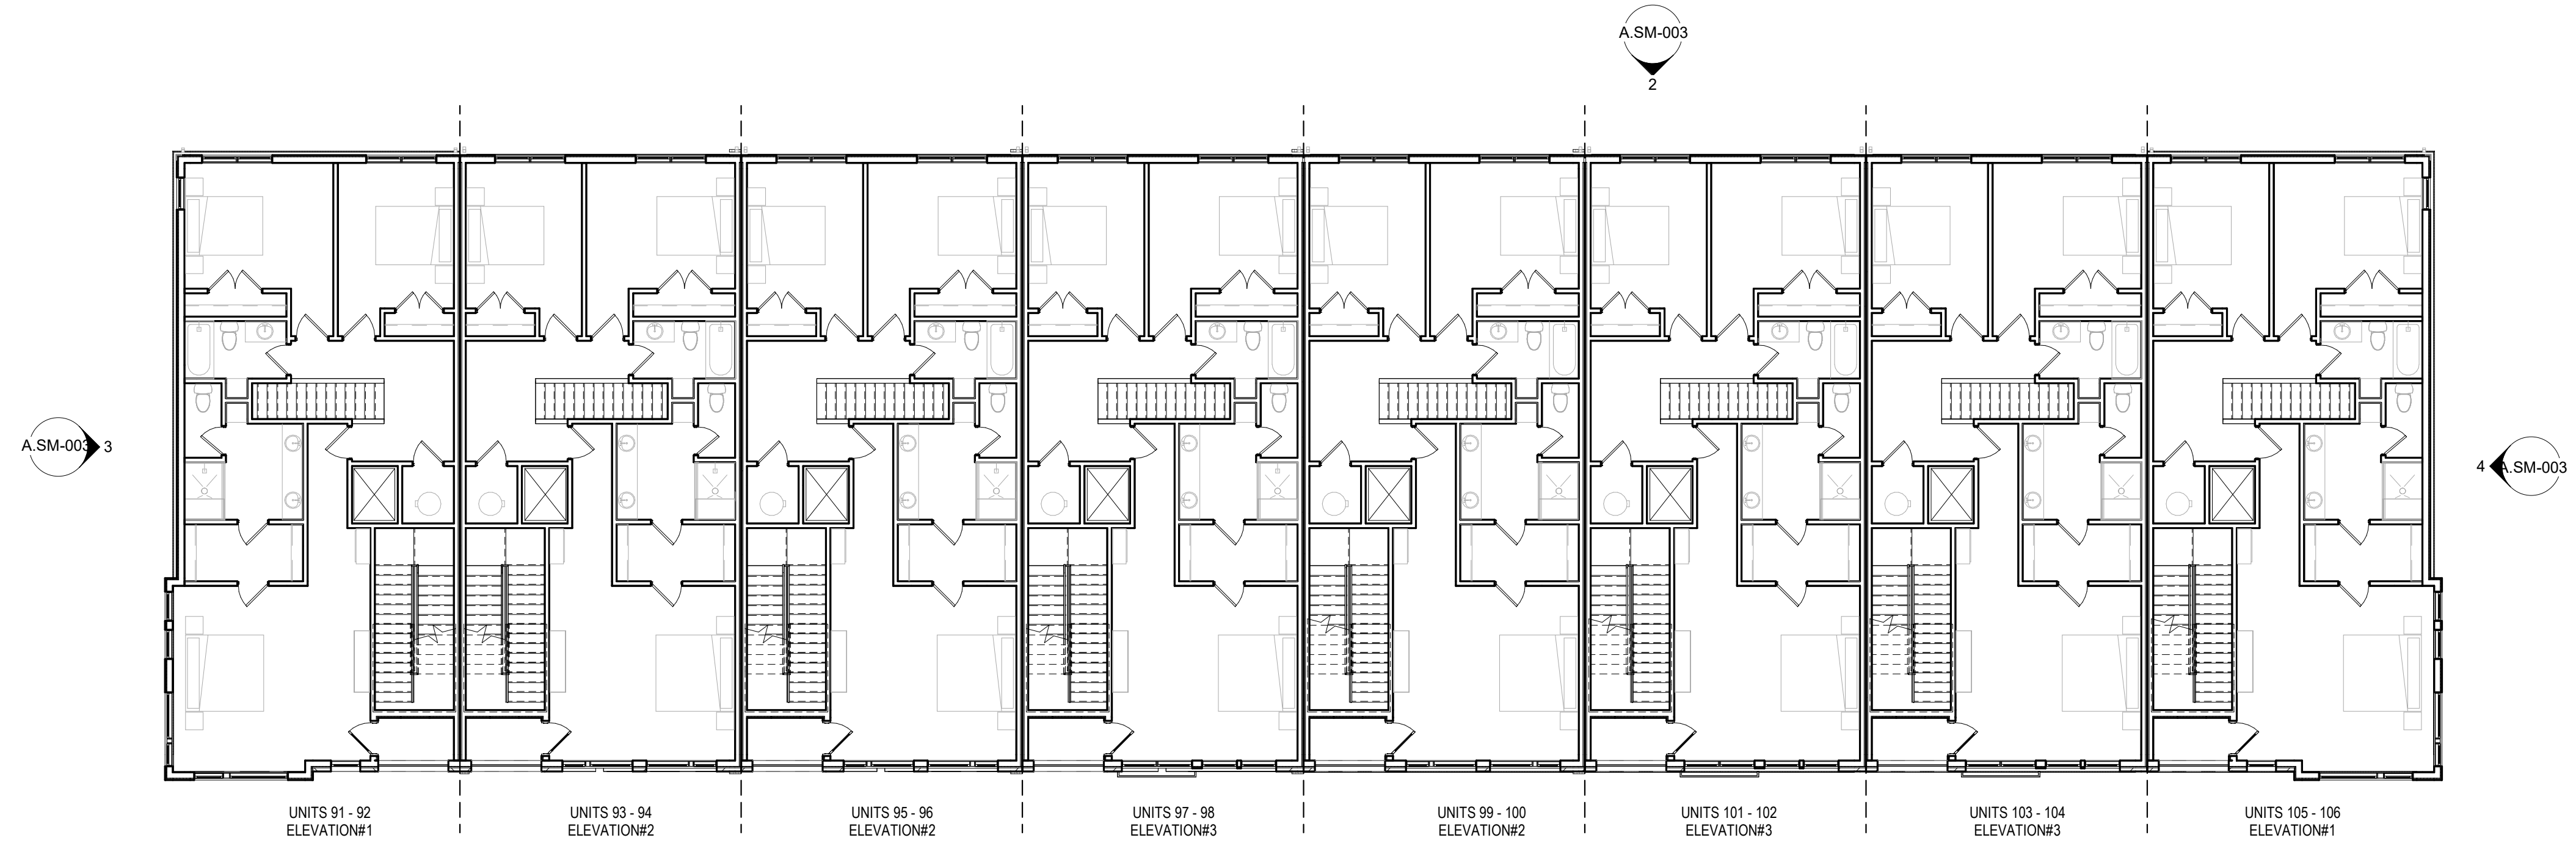 A.SM-003
2
A.SM-003 3
4 A.SM-003
UNITS 91 - 92
ELEVATION#1
UNITS 93 - 94
ELEVATION#2
UNITS 95 - 96
ELEVATION#2
UNITS 97 - 98
ELEVATION#3
UNITS 99 - 100
ELEVATION#2
UNITS 101 - 102
ELEVATION#3
UNITS 103 - 104
ELEVATION#3
UNITS 105 - 106
ELEVATION#1